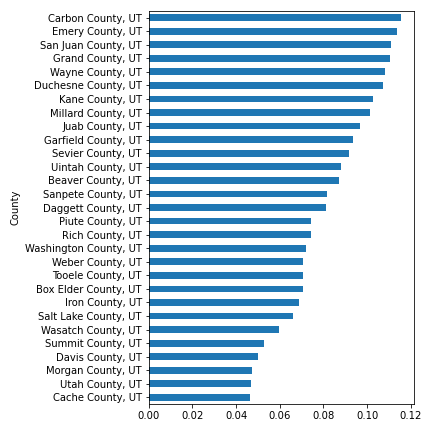 Carbon County, UT
Emery County, UT
San Juan County, UT
Grand County, UT
Wayne County, UT
Duchesne County, UT
Kane County, UT
Millard County, UT
Juab County, UT
Garfield County, UT
Sevier County, UT
Uintah County, UT
Beaver County, UT
Sanpete County, UT
Daggett County, UT
Piute County, UT
Rich County, UT
Washington County, UT
Weber County, UT
Tooele County, UT
Box Elder County, UT
Iron County, UT
Salt Lake County, UT
Wasatch County, UT
Summit County, UT
Davis County, UT
Morgan County, UT
Utah County, UT
Cache County, UT
County
0.00 0.02 0.04 0.06 0.08 0.10 0.12